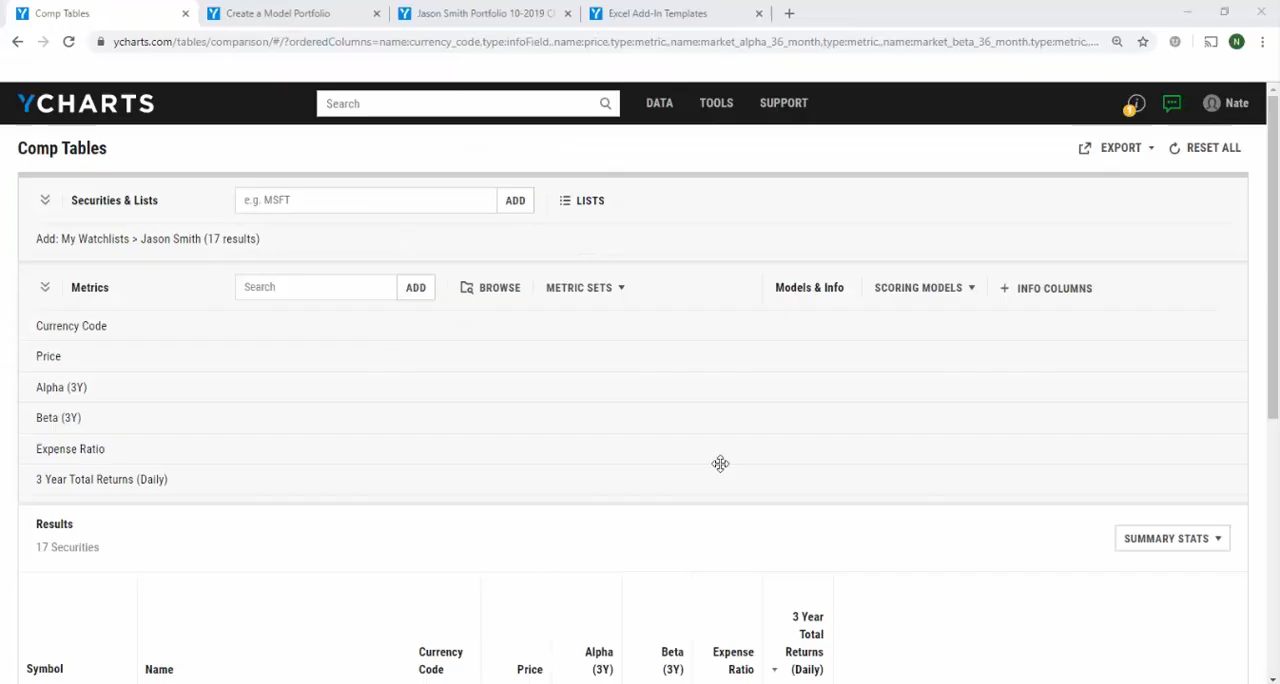 Comp Tables
Create a Model Portfolio
Jason Smith Portfolio 10-2019 Cl
Excel Add-In Templates
ycharts.com/tables/comparison/#/?orderedColumns=name:currency_code,type:infoField,,name:price,type:metric,,name:market_alpha_36_month,type:metric,,name:market_beta_36_month,type:metric,,...
N
YCHARTS
Search
DATA
TOOLS
SUPPORT
1
Nate
Comp Tables
EXPORT
RESET ALL
Securities & Lists
e.g. MSFT
ADD
LISTS
Add: My Watchlists > Jason Smith (17 results)
Metrics
Search
ADD
BROWSE
METRIC SETS
Models & Info
SCORING MODELS
+ INFO COLUMNS
Currency Code
Price
Alpha (3Y)
Beta (3Y)
Expense Ratio
3 Year Total Returns (Daily)
Results
17 Securities
SUMMARY STATS
Symbol
Name
Currency
Code
Price
Alpha
(3Y)
Beta
(3Y)
Expense
Ratio
3 Year
Total
Returns
(Daily)